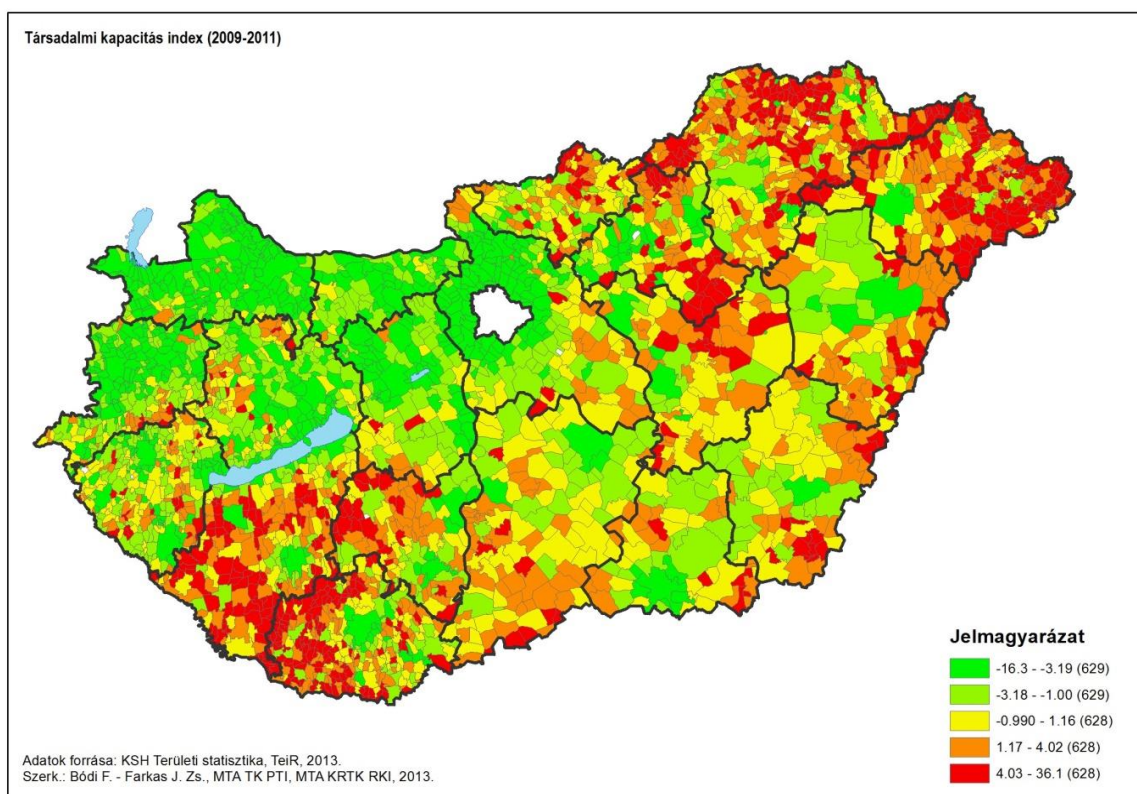 Társadalmi kapacitás index (2009-2011)
Jelmagyarázat
-16.3 - -3.19 (629)
-3.18 - -1.00 (629)
-0.990 - 1.16 (628)
1.17 - 4.02 (628)
4.03 - 36.1 (628)
Adatok forrása: KSH Területi statisztika, TeiR, 2013.
Szerk.: Bódi F. - Farkas J. Zs., MTA TK PTI, MTA KRTK RKI, 2013.